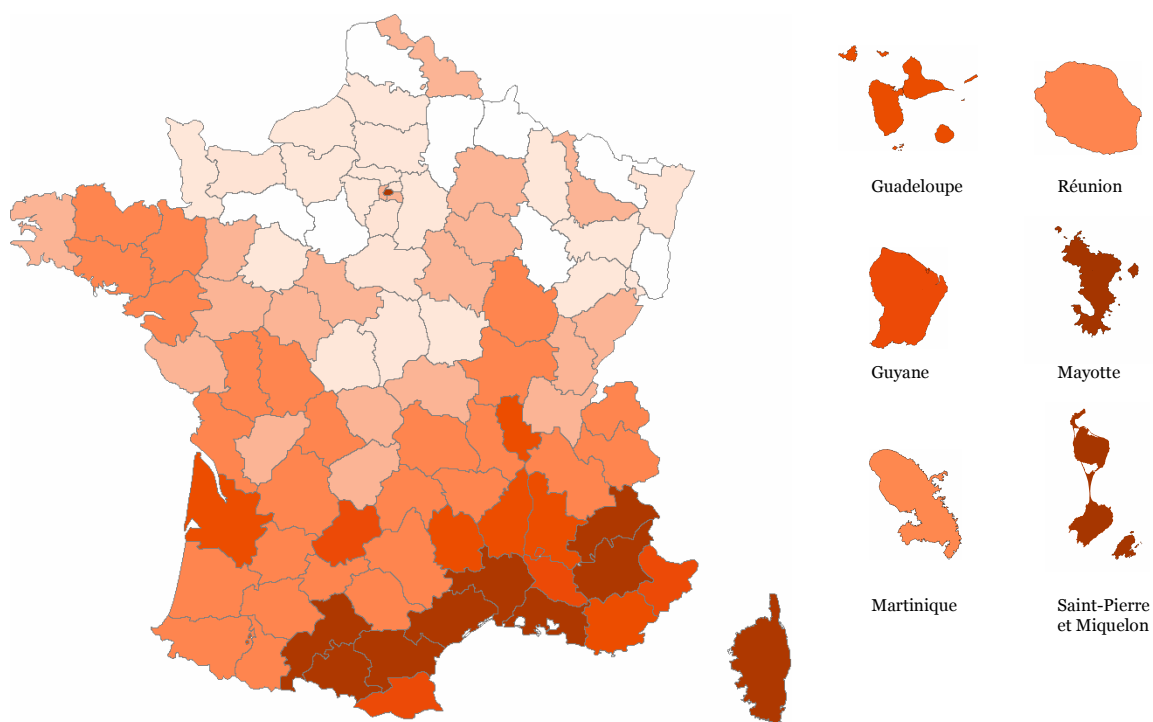 Guadeloupe
Réunion
Guyane
Mayotte
Martinique
Saint-Pierre
et Miquelon